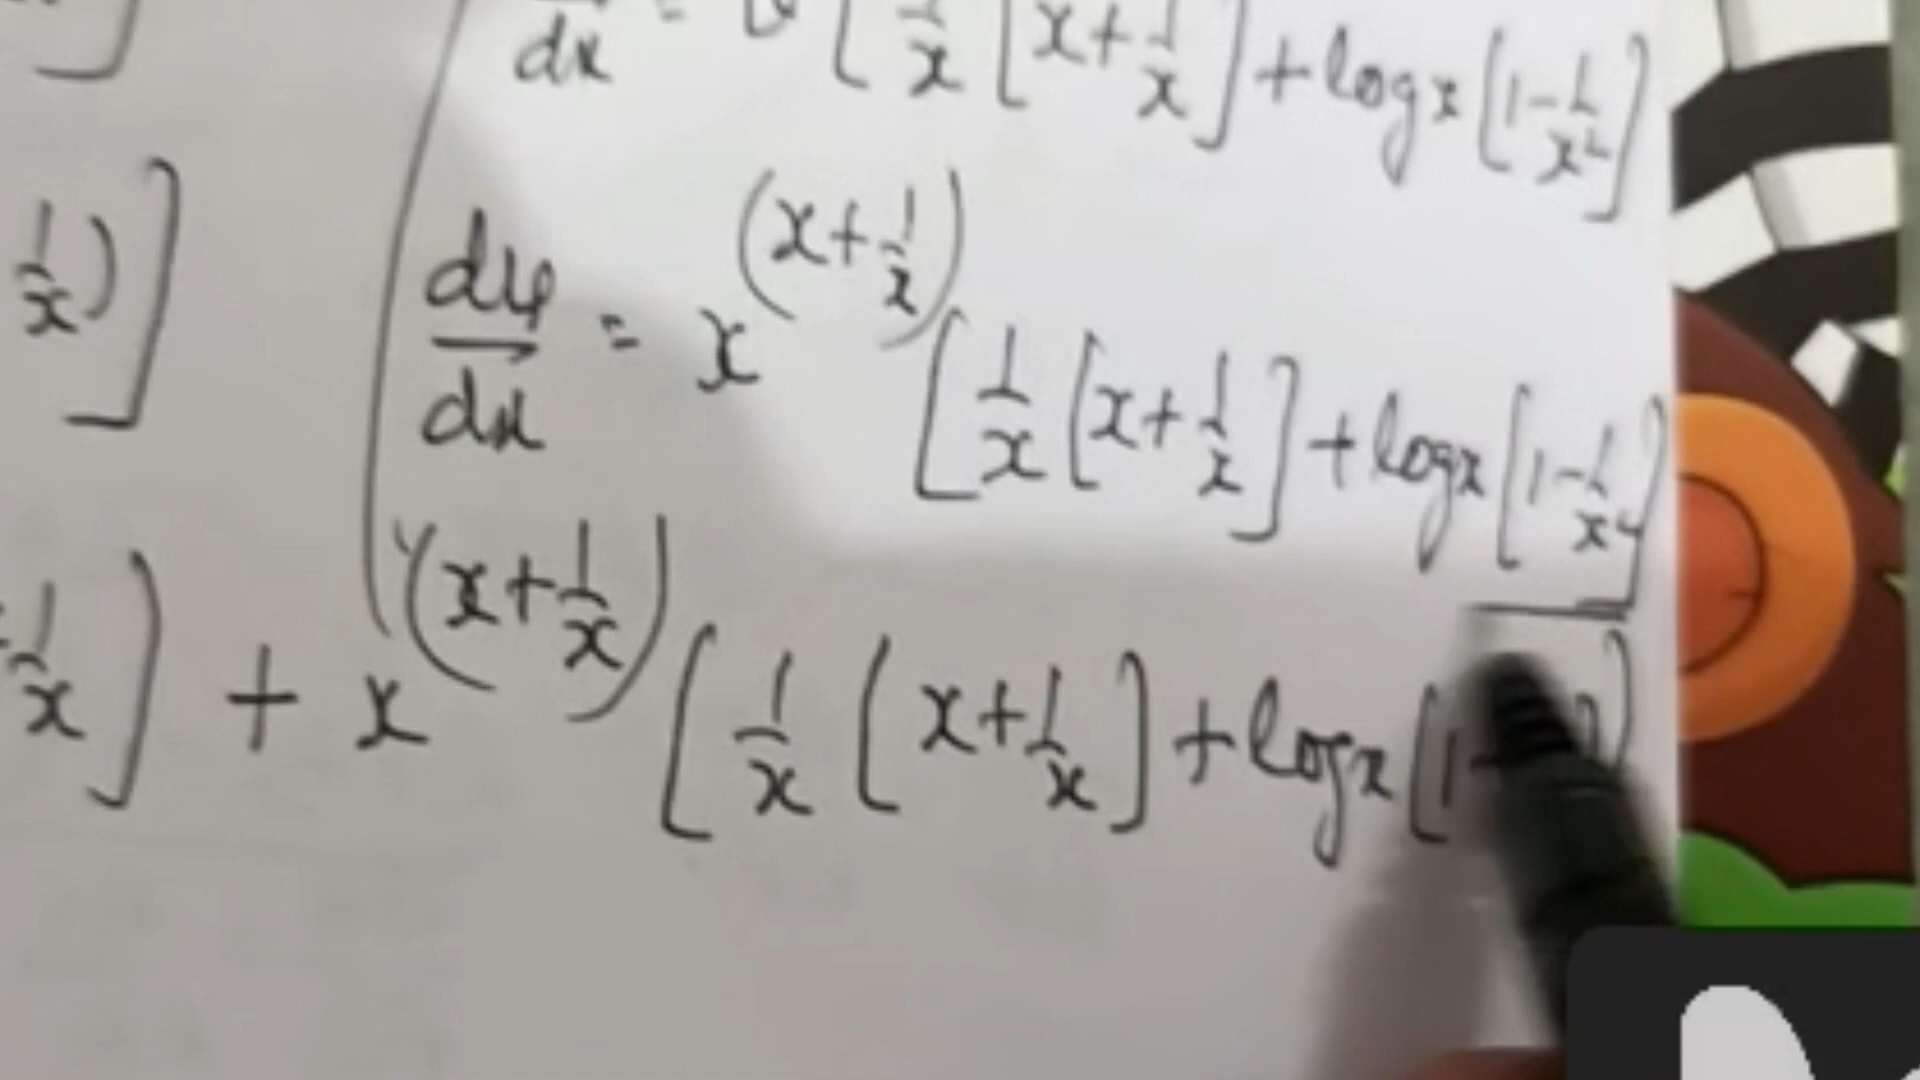 ]
dx = v [ 1/x [x + 1/x] + log x [1 - 1/x²]
1/x) ]
dv/dx = x^(x + 1/x) [ 1/x [x + 1/x] + log x [1 - 1/x²]
1/x ] + x^(x + 1/x) [ 1/x (x + 1/x] + log x [1 -